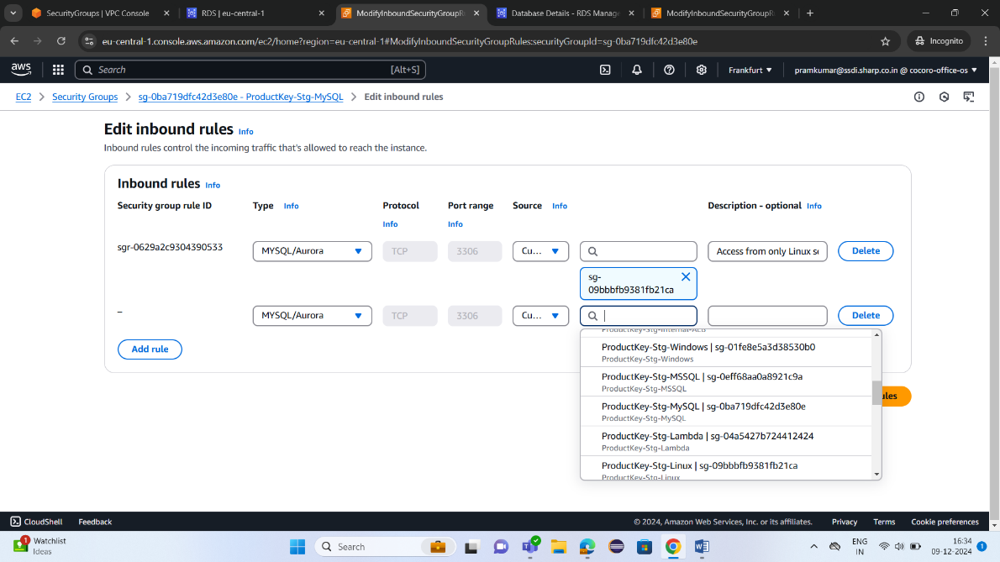 SecurityGroups | VPC Console
RDS | eu-central-1
ModifyInboundSecurityGroupR
Database Details - RDS Manage
ModifyInboundSecurityGroupR
eu-central-1.console.aws.amazon.com/ec2/home?region=eu-central-1#ModifyInboundSecurityGroupRules:securityGroupId=sg-0ba719dfc42d3e80e
Incognito
aws
Search
[Alt+S]
Frankfurt
pramkumar@ssdi.sharp.co.in @ cocoro-office-os
EC2
Security Groups
sg-0ba719dfc42d3e80e - ProductKey-Stg-MySQL
Edit inbound rules
Edit inbound rules Info
Inbound rules control the incoming traffic that's allowed to reach the instance.
Inbound rules Info
Security group rule ID
Type Info
Protocol
Info
Port range
Info
Source Info
Description - optional Info
sgr-0629a2c9304390533
MYSQL/Aurora
TCP
3306
Cu...
Access from only Linux se
Delete
sg-
09bbbfb9381fb21ca
–
MYSQL/Aurora
TCP
3306
Cu...
Delete
Add rule
ProductKey-Stg-Internal-ALB
ProductKey-Stg-Windows | sg-01fe8e5a3d38530b0
ProductKey-Stg-Windows
ProductKey-Stg-MSSQL | sg-0eff68aa0a8921c9a
ProductKey-Stg-MSSQL
ProductKey-Stg-MySQL | sg-0ba719dfc42d3e80e
ProductKey-Stg-MySQL
ProductKey-Stg-Lambda | sg-04a5427b724412424
ProductKey-Stg-Lambda
ProductKey-Stg-Linux | sg-09bbbfb9381fb21ca
ProductKey-Stg-Linux
ules
CloudShell
Feedback
© 2024, Amazon Web Services, Inc. or its affiliates.
Privacy
Terms
Cookie preferences
1
Watchlist
Ideas
Search
ENG
IN
16:34
09-12-2024
1